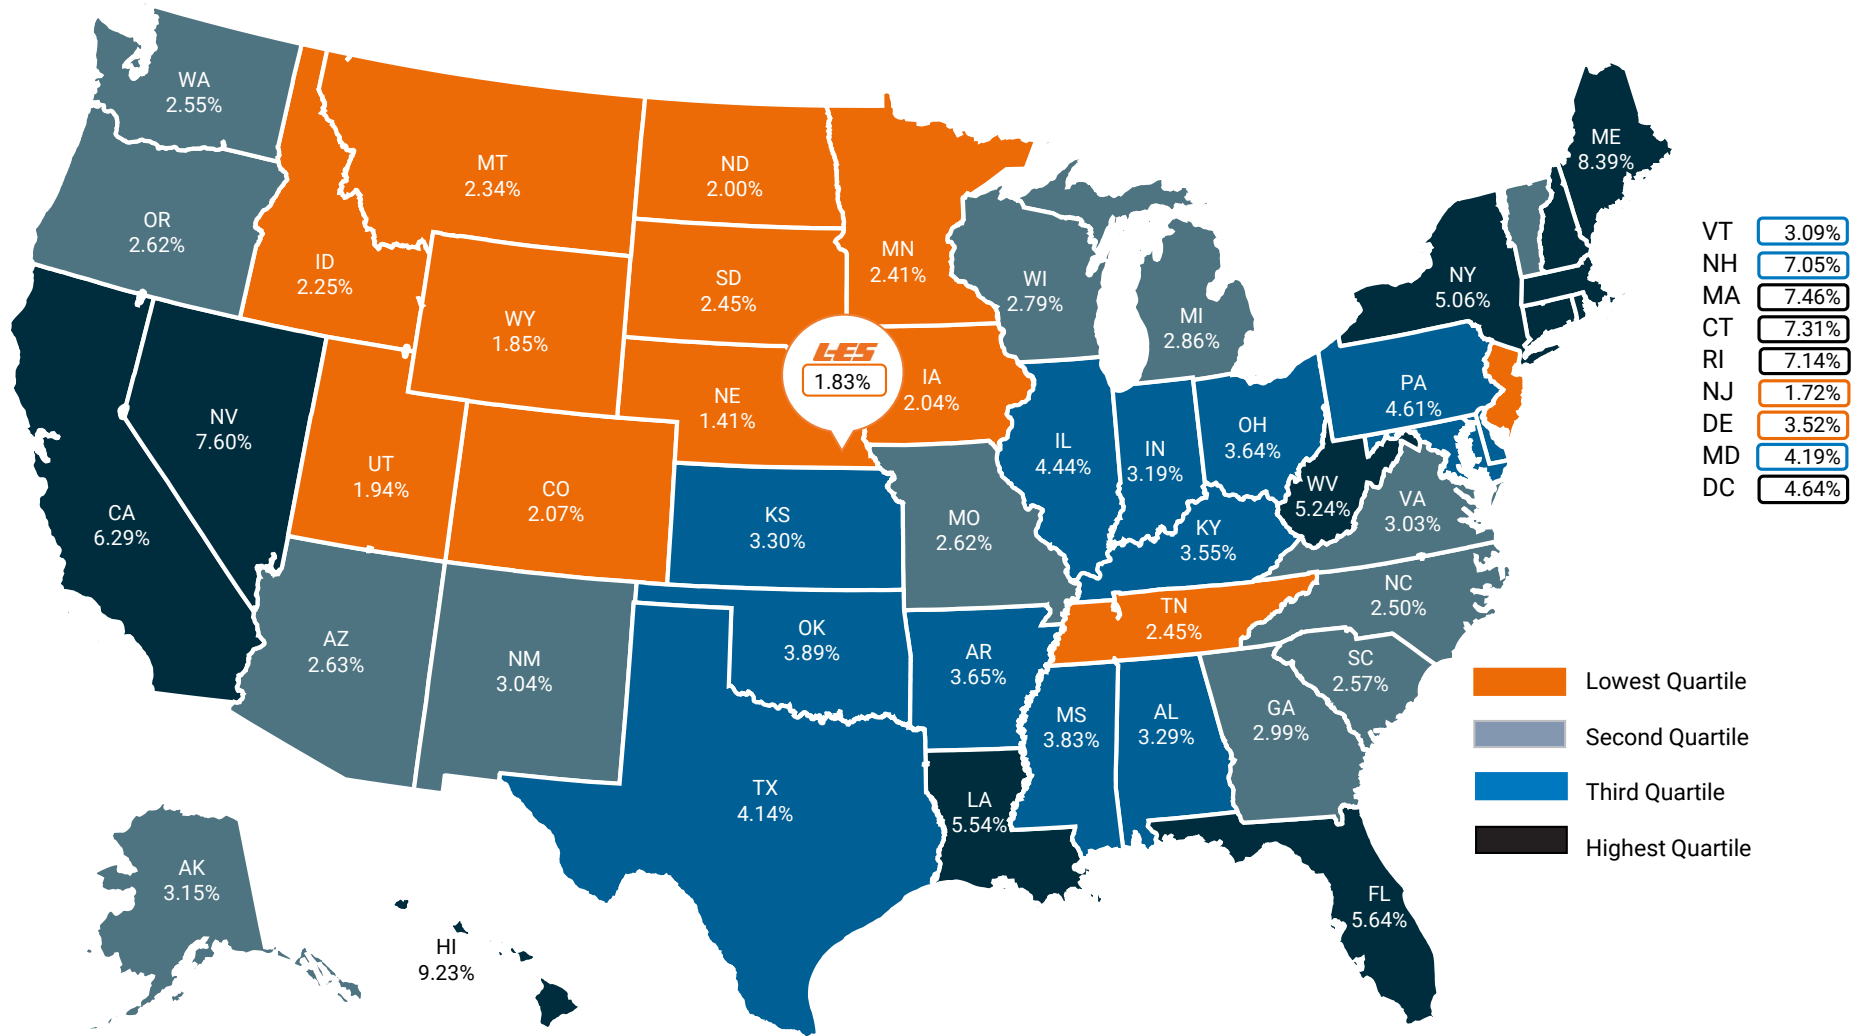 WA
2.55%
OR
2.62%
ID
2.25%
MT
2.34%
ND
2.00%
MN
2.41%
SD
2.45%
WY
1.85%
NE
1.41%
LES
1.83%
IA
2.04%
WI
2.79%
MI
2.86%
ME
8.39%
NY
5.06%
PA
4.61%
VT 3.09%
NH 7.05%
MA 7.46%
CT 7.31%
RI 7.14%
NJ 1.72%
DE 3.52%
MD 4.19%
DC 4.64%
NV
7.60%
CA
6.29%
UT
1.94%
CO
2.07%
KS
3.30%
MO
2.62%
IL
4.44%
IN
3.19%
OH
3.64%
WV
5.24%
VA
3.03%
KY
3.55%
NC
2.50%
TN
2.45%
SC
2.57%
AZ
2.63%
NM
3.04%
OK
3.89%
AR
3.65%
MS
3.83%
AL
3.29%
GA
2.99%
TX
4.14%
LA
5.54%
FL
5.64%
AK
3.15%
HI
9.23%
Lowest Quartile
Second Quartile
Third Quartile
Highest Quartile